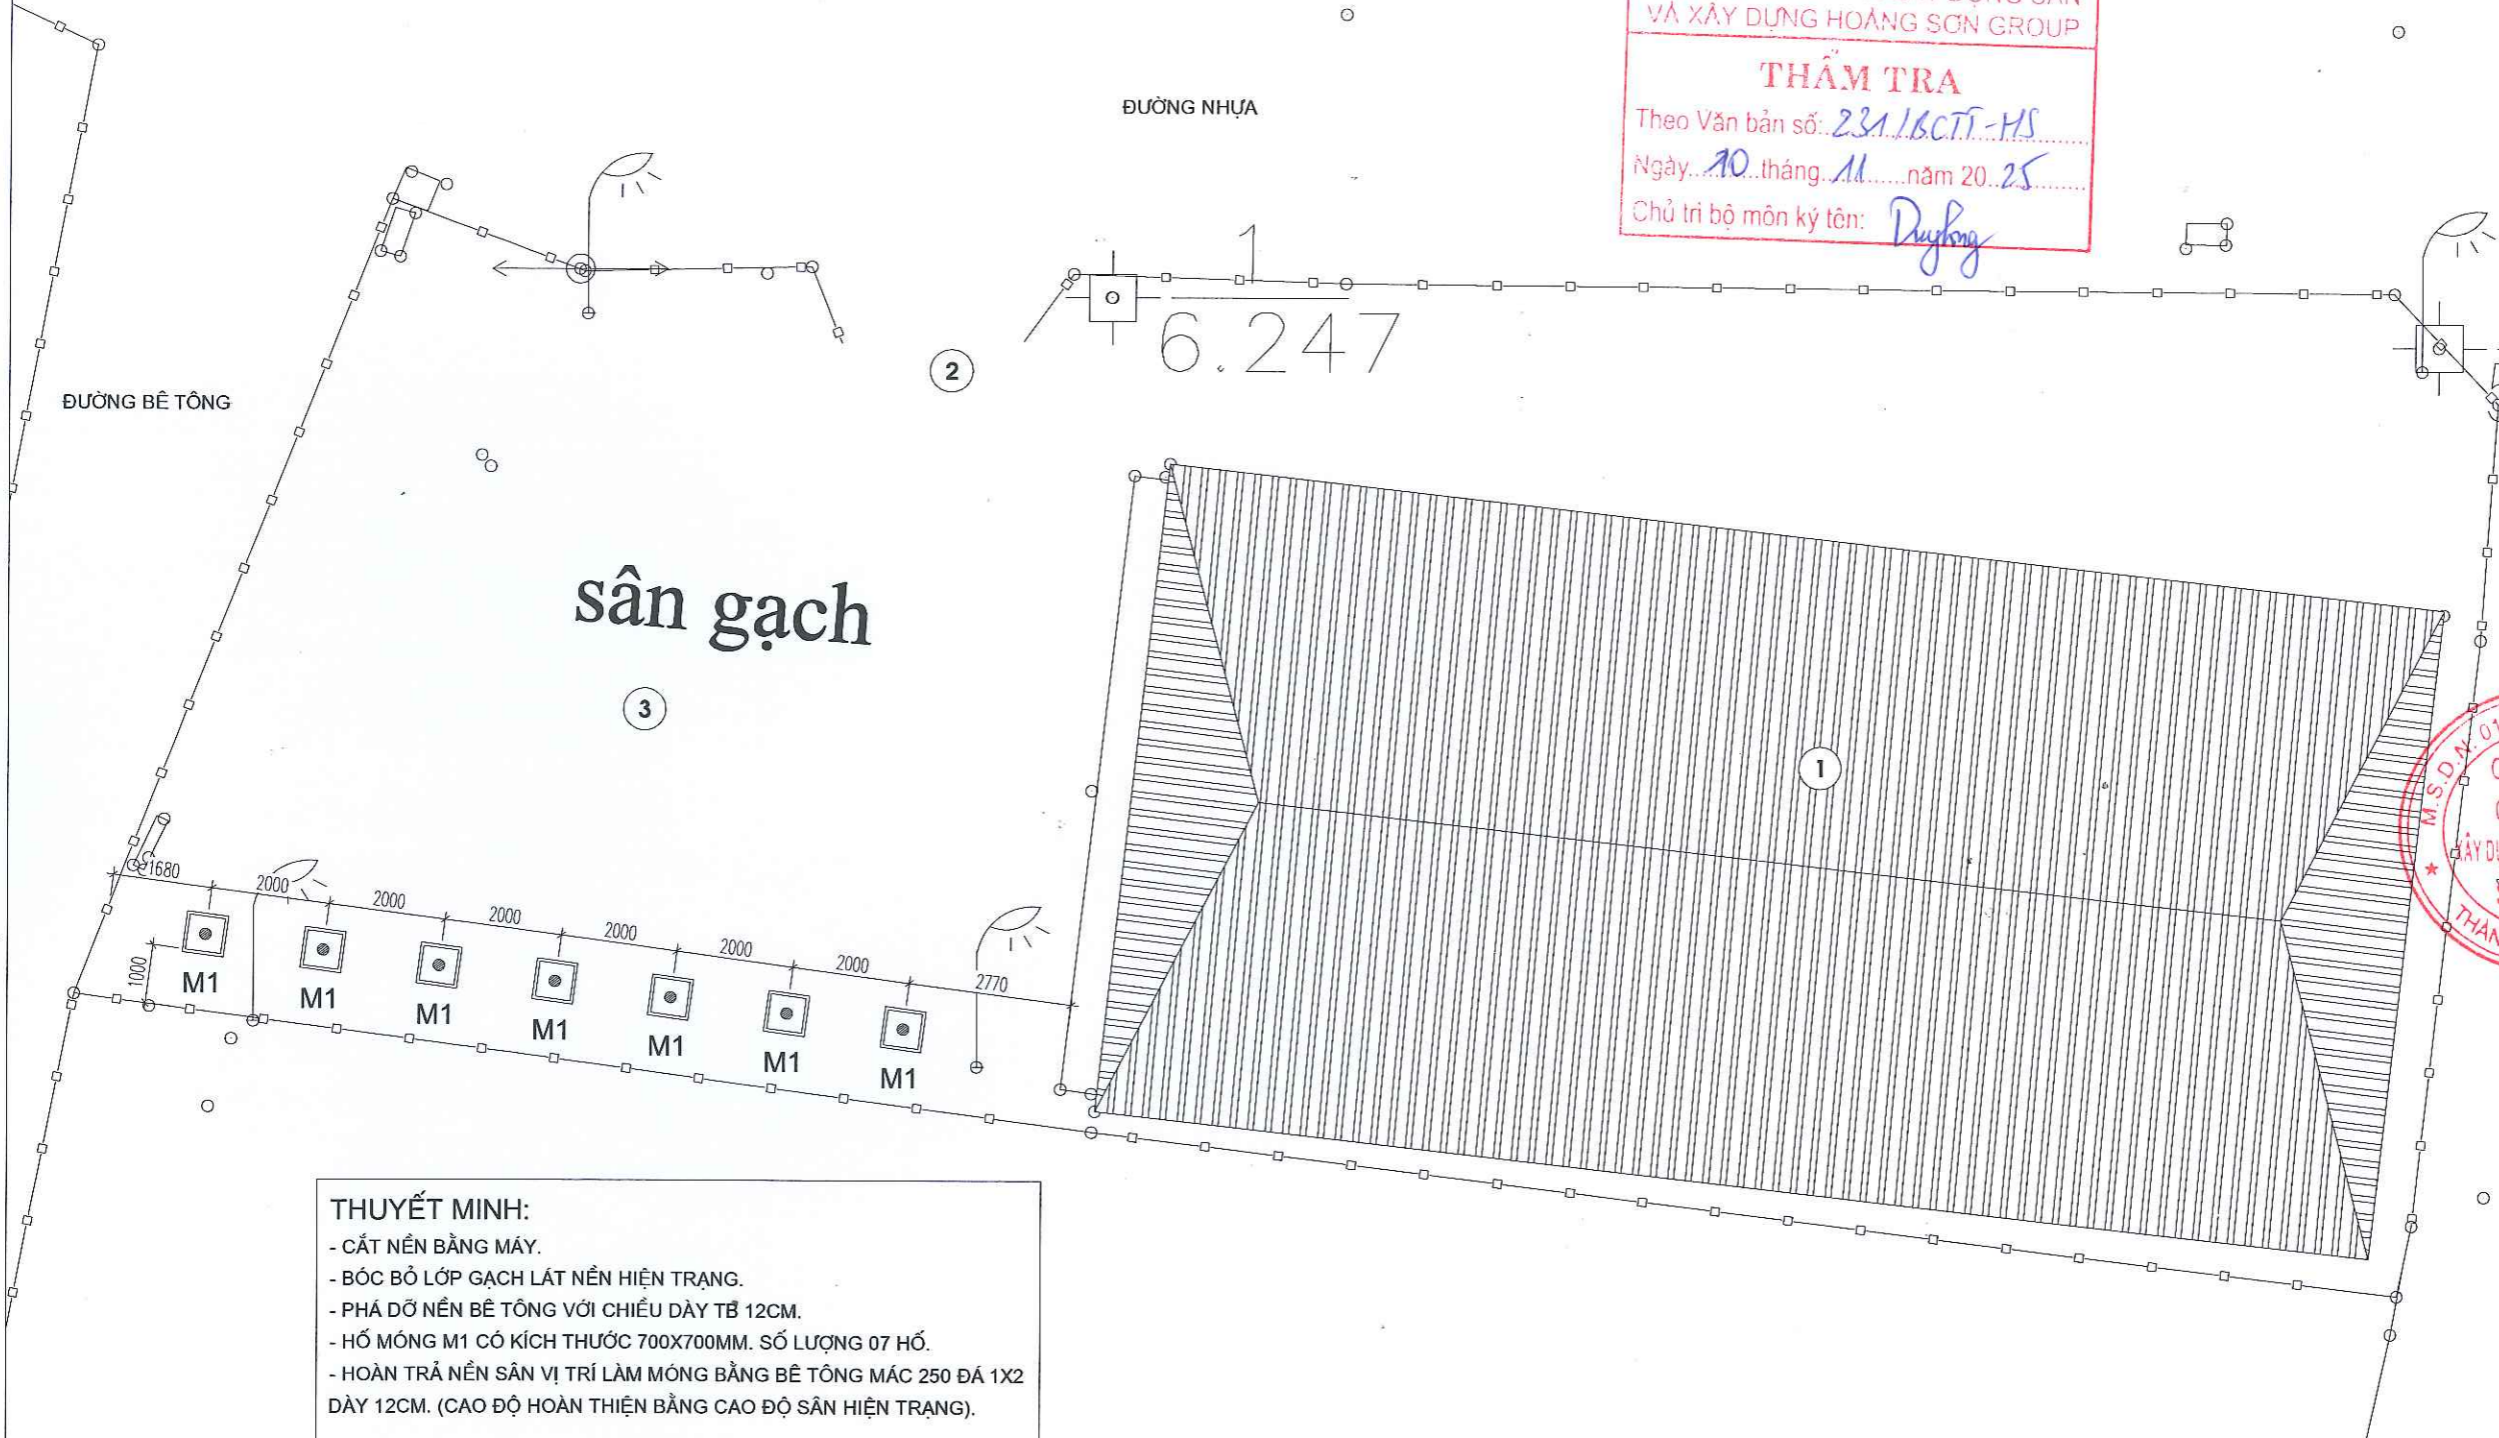 VÀ XÂY DỰNG HOÀNG SƠN GROUP
THẨM TRA
Theo Văn bản số: 231/BCTT-HS
Ngày 10 tháng 11 năm 2025
Chủ trì bộ môn ký tên:
ĐƯỜNG NHỰA
1
6.247
2
ĐƯỜNG BÊ TÔNG
sân gạch
3
1
M.S.D.N: 01
XÂY DỰ
1680
2000
2000
2000
2000
2000
2000
2770
1000
M1
M1
M1
M1
M1
M1
M1
THUYẾT MINH:
- CẮT NỀN BẰNG MÁY.
- BÓC BỎ LỚP GẠCH LÁT NỀN HIỆN TRẠNG.
- PHÁ DỠ NỀN BÊ TÔNG VỚI CHIỀU DÀY TB 12CM.
- HỐ MÓNG M1 CÓ KÍCH THƯỚC 700X700MM. SỐ LƯỢNG 07 HỐ.
- HOÀN TRẢ NỀN SÂN VỊ TRÍ LÀM MÓNG BẰNG BÊ TÔNG MÁC 250 ĐÁ 1X2
DÀY 12CM. (CAO ĐỘ HOÀN THIỆN BẰNG CAO ĐỘ SÂN HIỆN TRẠNG).